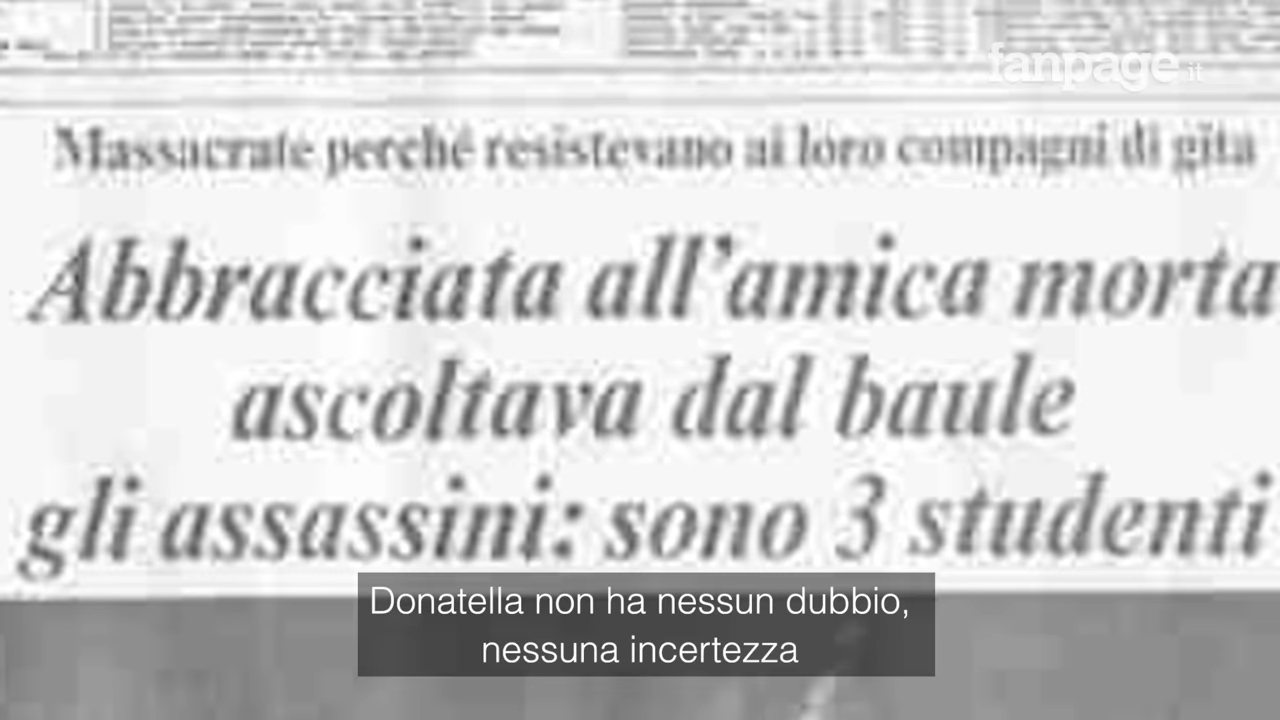 fanpage.it
Massacrate perché resistevano ai loro compagni di gita
Abbracciata all'amica morta
ascoltava dal baule
gli assassini: sono 3 studenti
Donatella non ha nessun dubbio,
nessuna incertezza